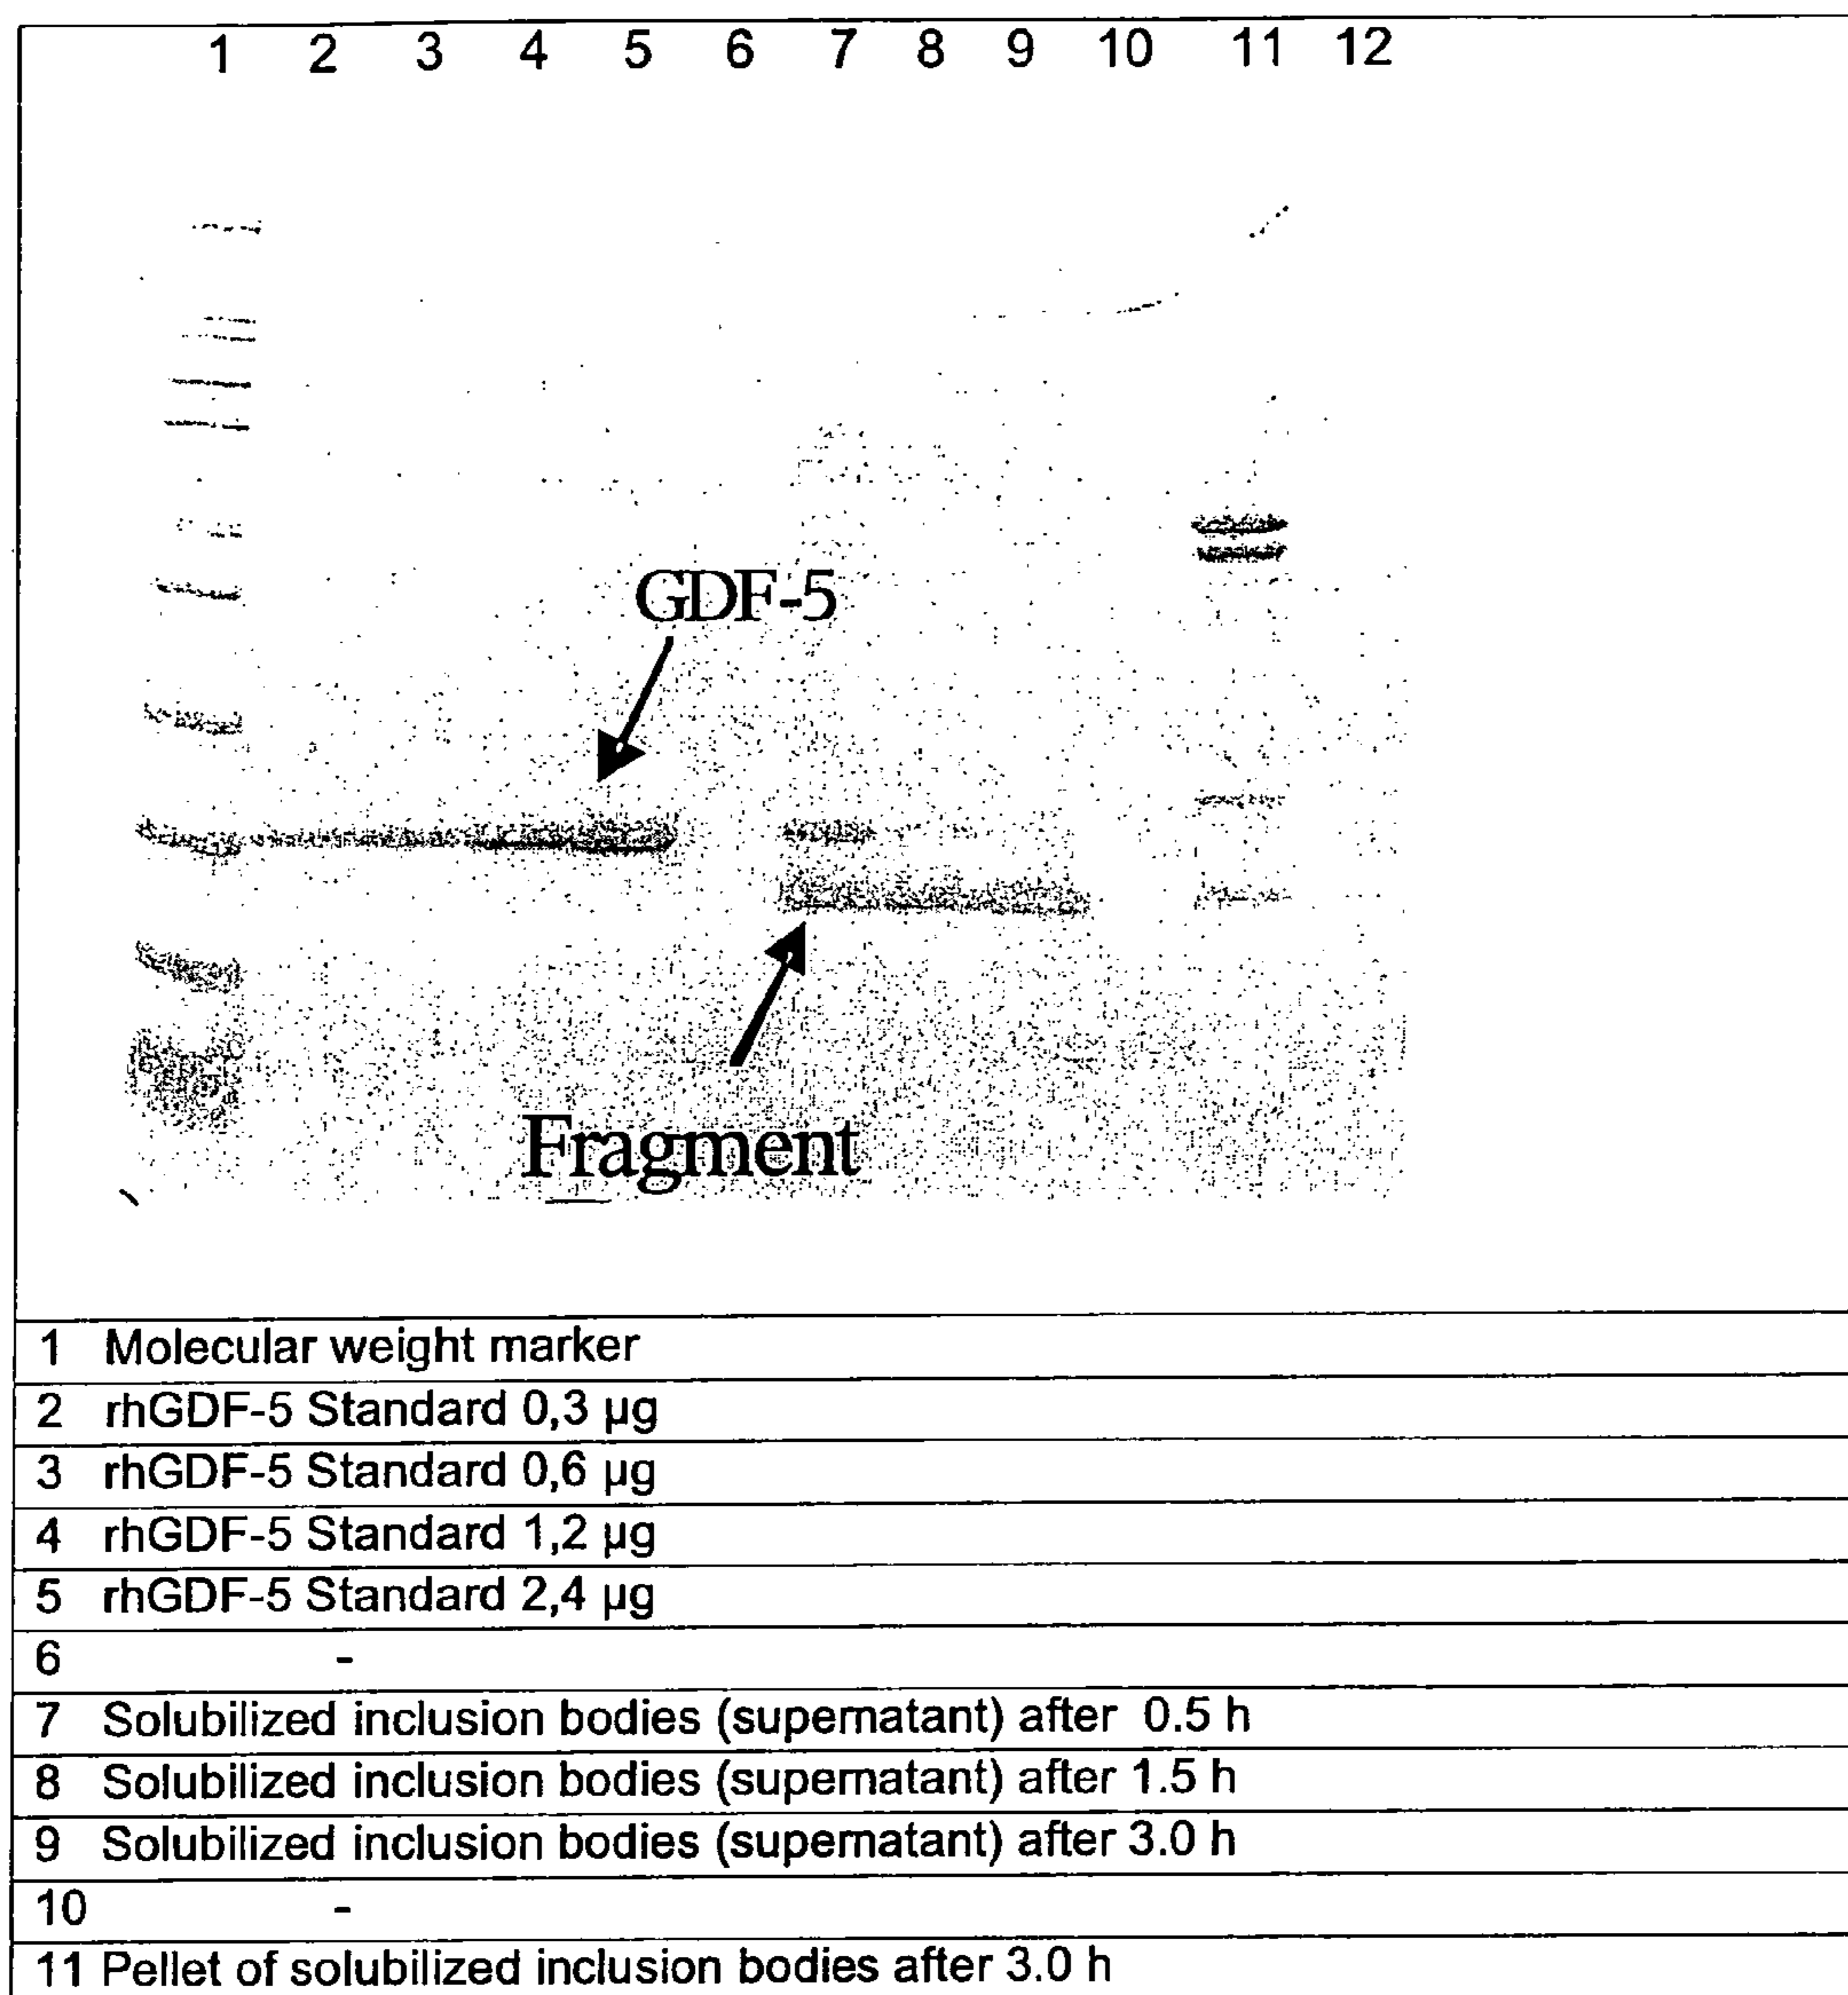 1 2 3 4 5 6 7 8 9 10 11 12
GDF-5
Fragment
1 Molecular weight marker
2 rhGDF-5 Standard 0,3 µg
3 rhGDF-5 Standard 0,6 µg
4 rhGDF-5 Standard 1,2 µg
5 rhGDF-5 Standard 2,4 µg
6 -
7 Solubilized inclusion bodies (supernatant) after 0.5 h
8 Solubilized inclusion bodies (supernatant) after 1.5 h
9 Solubilized inclusion bodies (supernatant) after 3.0 h
10 -
11 Pellet of solubilized inclusion bodies after 3.0 h